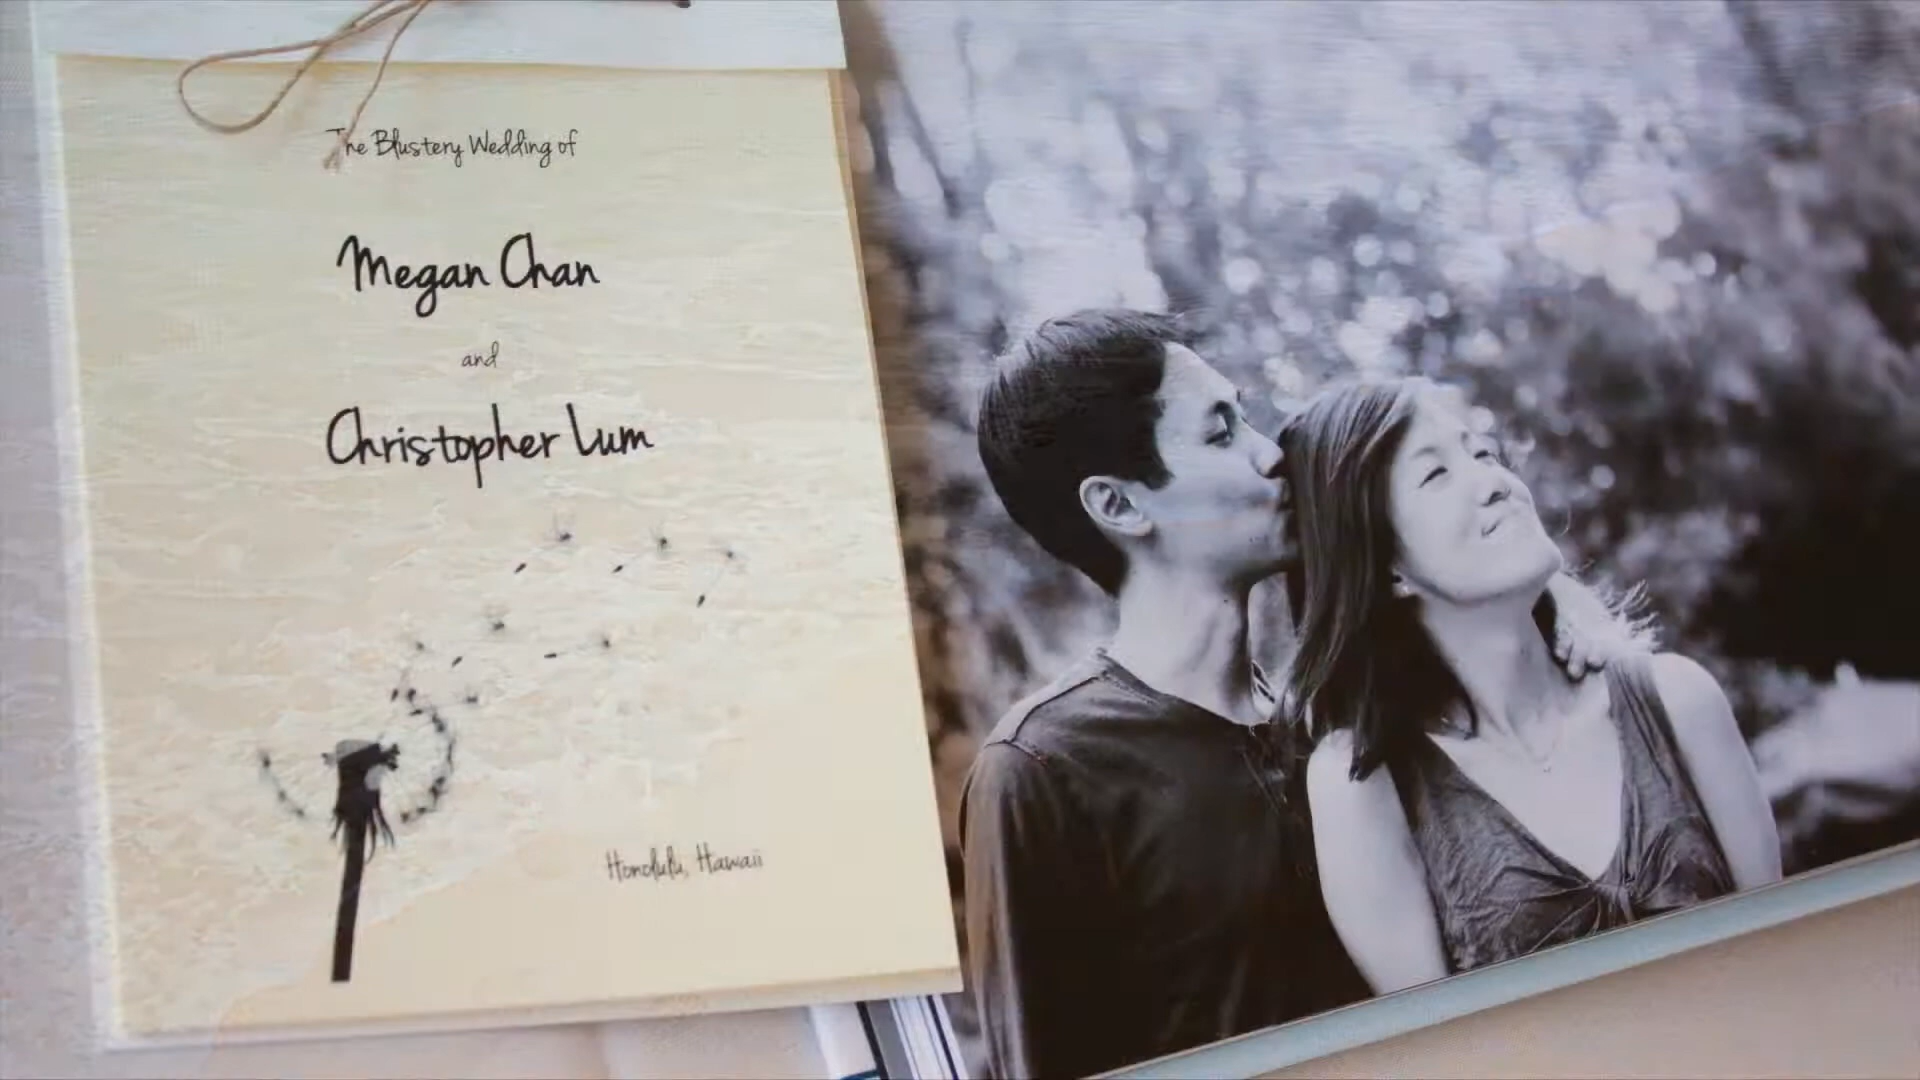 The Blustery Wedding of
Megan Chan
and
Christopher Lum
Honolulu, Hawaii